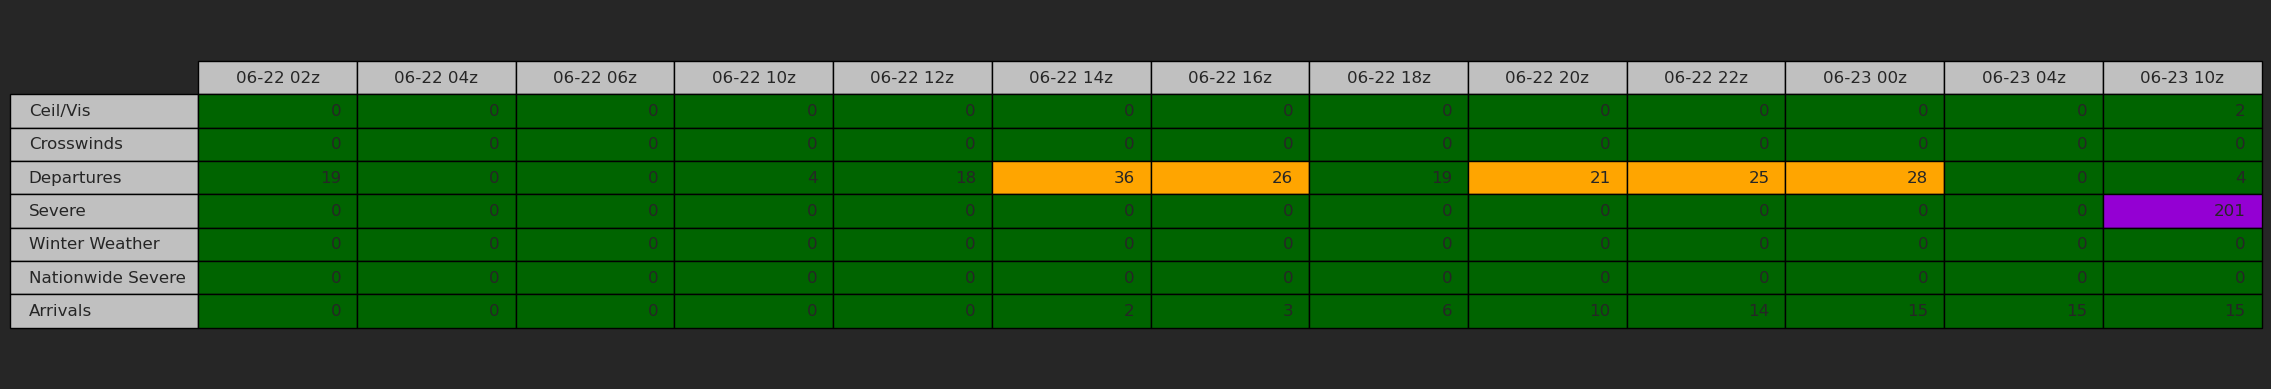 06-22 02z 06-22 04z 06-22 06z 06-22 10z 06-22 12z 06-22 14z 06-22 16z 06-22 18z 06-22 20z 06-22 22z 06-23 00z 06-23 04z 06-23 10z
Ceil/Vis 0 0 0 0 0 0 0 0 0 0 0 0 2
Crosswinds 0 0 0 0 0 0 0 0 0 0 0 0 0
Departures 19 0 0 4 18 36 26 19 21 25 28 0 4
Severe 0 0 0 0 0 0 0 0 0 0 0 0 201
Winter Weather 0 0 0 0 0 0 0 0 0 0 0 0 0
Nationwide Severe 0 0 0 0 0 0 0 0 0 0 0 0 0
Arrivals 0 0 0 0 0 2 3 6 10 14 15 15 15